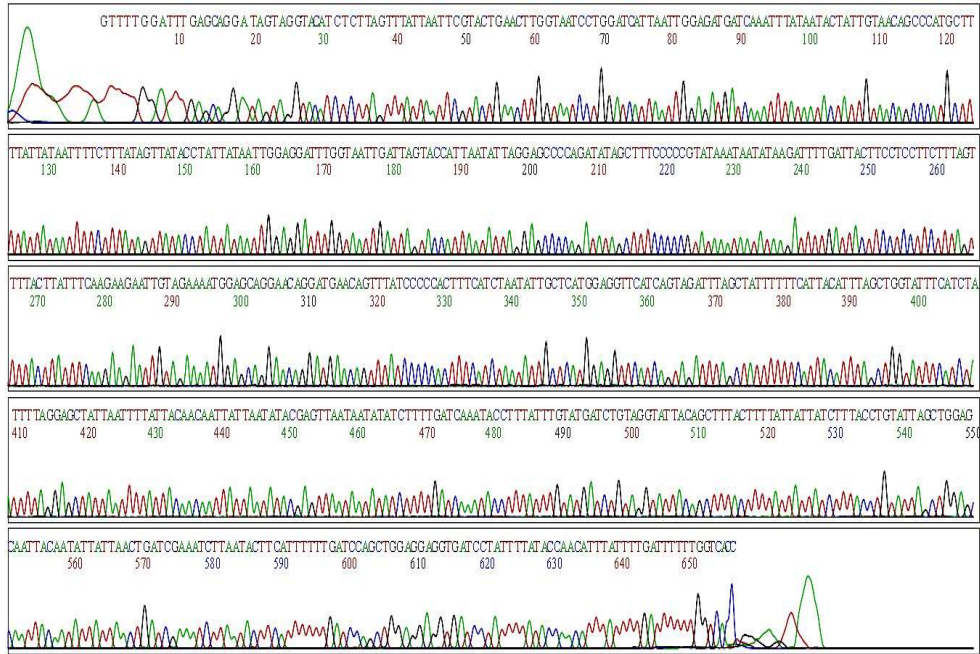 GTTTTGGATTTGAGCAGGATAGTAGGTACATCTCTTAGTTTATTAATTCGTACTGAACTTGGTAATCCTGGATCATTAATTGGAGATGATCAAATTTATAATACTATTGTAACAGCCCATGCTT
10 20 30 40 50 60 70 80 90 100 110 120
TTATTATAATTTTCTTTATAGTTATACCTATTATAATTGGAGGATTTGGTAATTGATTAGTACCATTAATATTAGGAGCCCCAGATATAGCTTTCCCCCGTATAAATAATATAAGATTTTGATTACTTCCTCCTTCTTTAGT
130 140 150 160 170 180 190 200 210 220 230 240 250 260
TTTACTTATTTCAAGAAGAATTGTAGAAAATGGAGCAGGAACAGGATGAACAGTTTATCCCCCACTTTCATCTAATATTGCTCATGGAGGTTCATCAGTAGATTTAGCTATTTTTTCATTACATTTAGCTGGTATTTCATCTA
270 280 290 300 310 320 330 340 350 360 370 380 390 400
TTTTAGGAGCTATTAATTTTATTACAACAATTATTAATATACGAGTTAATAATATATCTTTTGATCAAATACCTTTATTTGTATGATCTGTAGGTATTACAGCTTTACTTTTATTATTATCTTTACCTGTATTAGCTGGAG
410 420 430 440 450 460 470 480 490 500 510 520 530 540 550
CAATTACAATATTATTAACTGATCGAAATCTTAATACTTCATTTTTTGATCCAGCTGGAGGAGGTGATCCTATTTTATACCAACATTTATTTTGATTTTTTGGTCACC
560 570 580 590 600 610 620 630 640 650